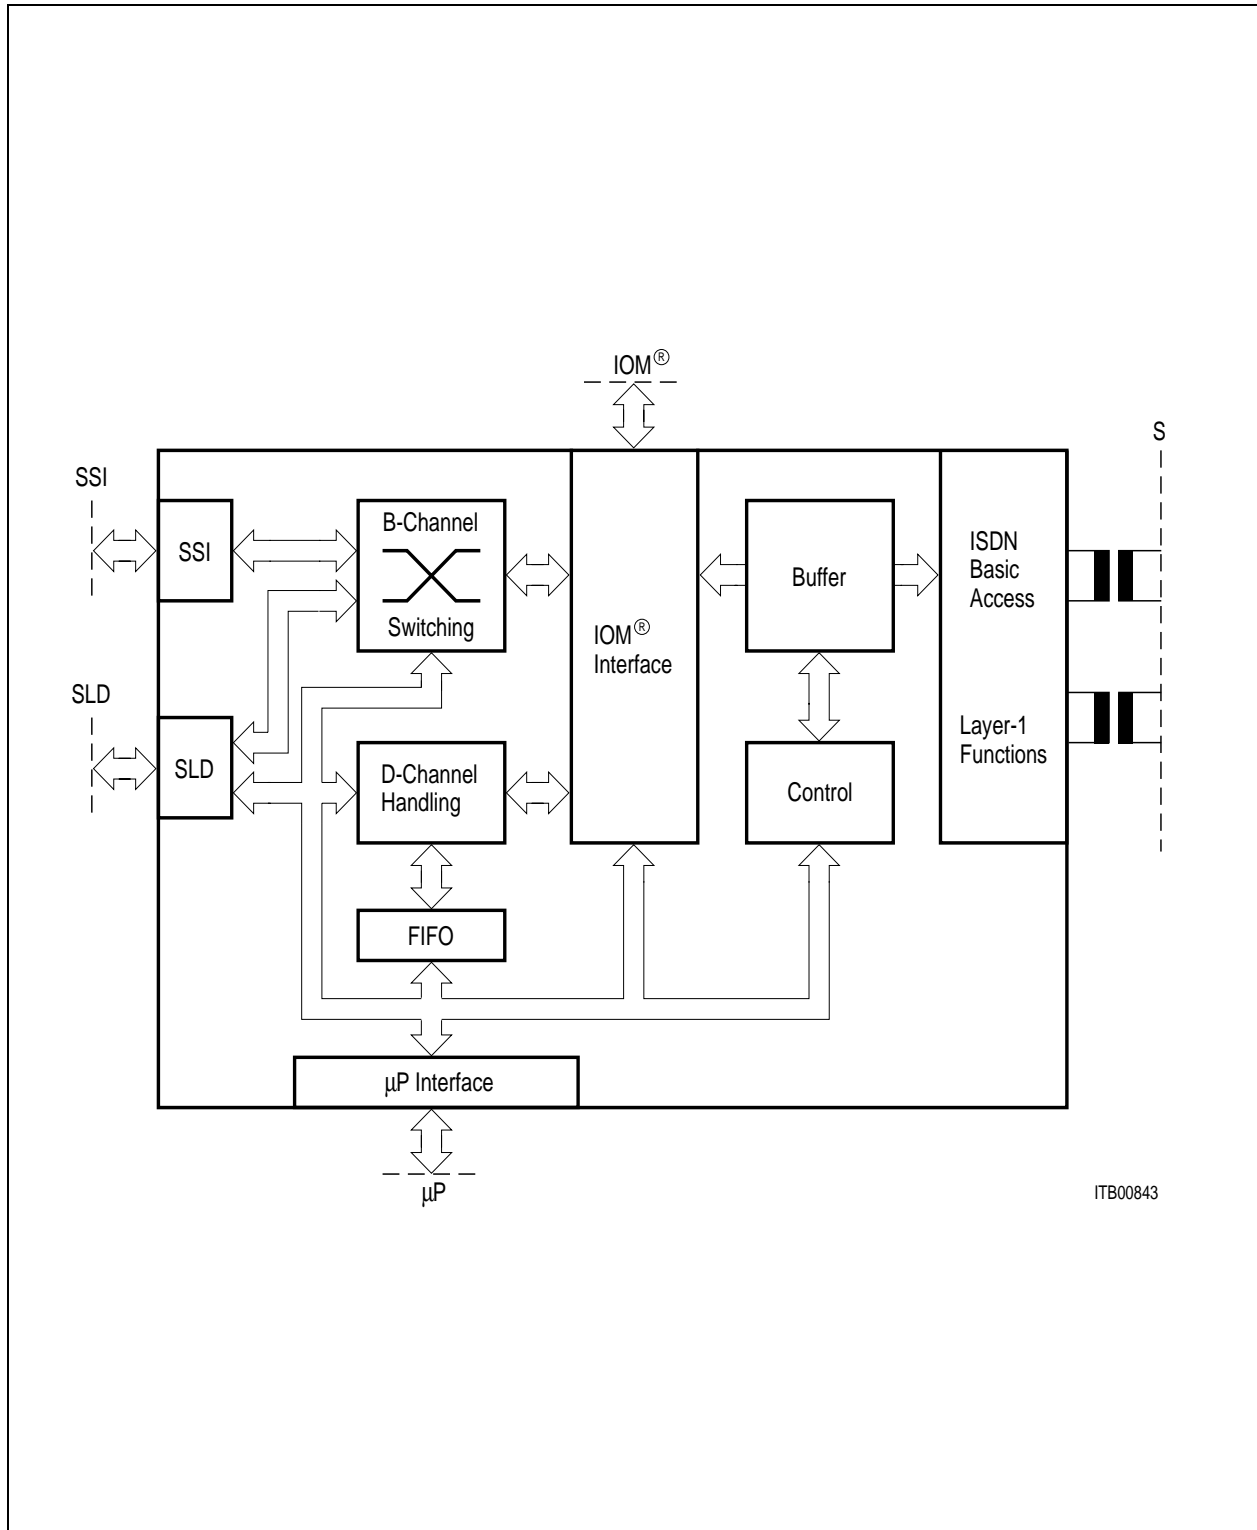 IOM®
S
SSI
SSI
B-Channel
Switching
IOM®
Interface
Buffer
ISDN
Basic
Access
SLD
SLD
D-Channel
Handling
Control
Layer-1
Functions
FIFO
µP Interface
µP
ITB00843